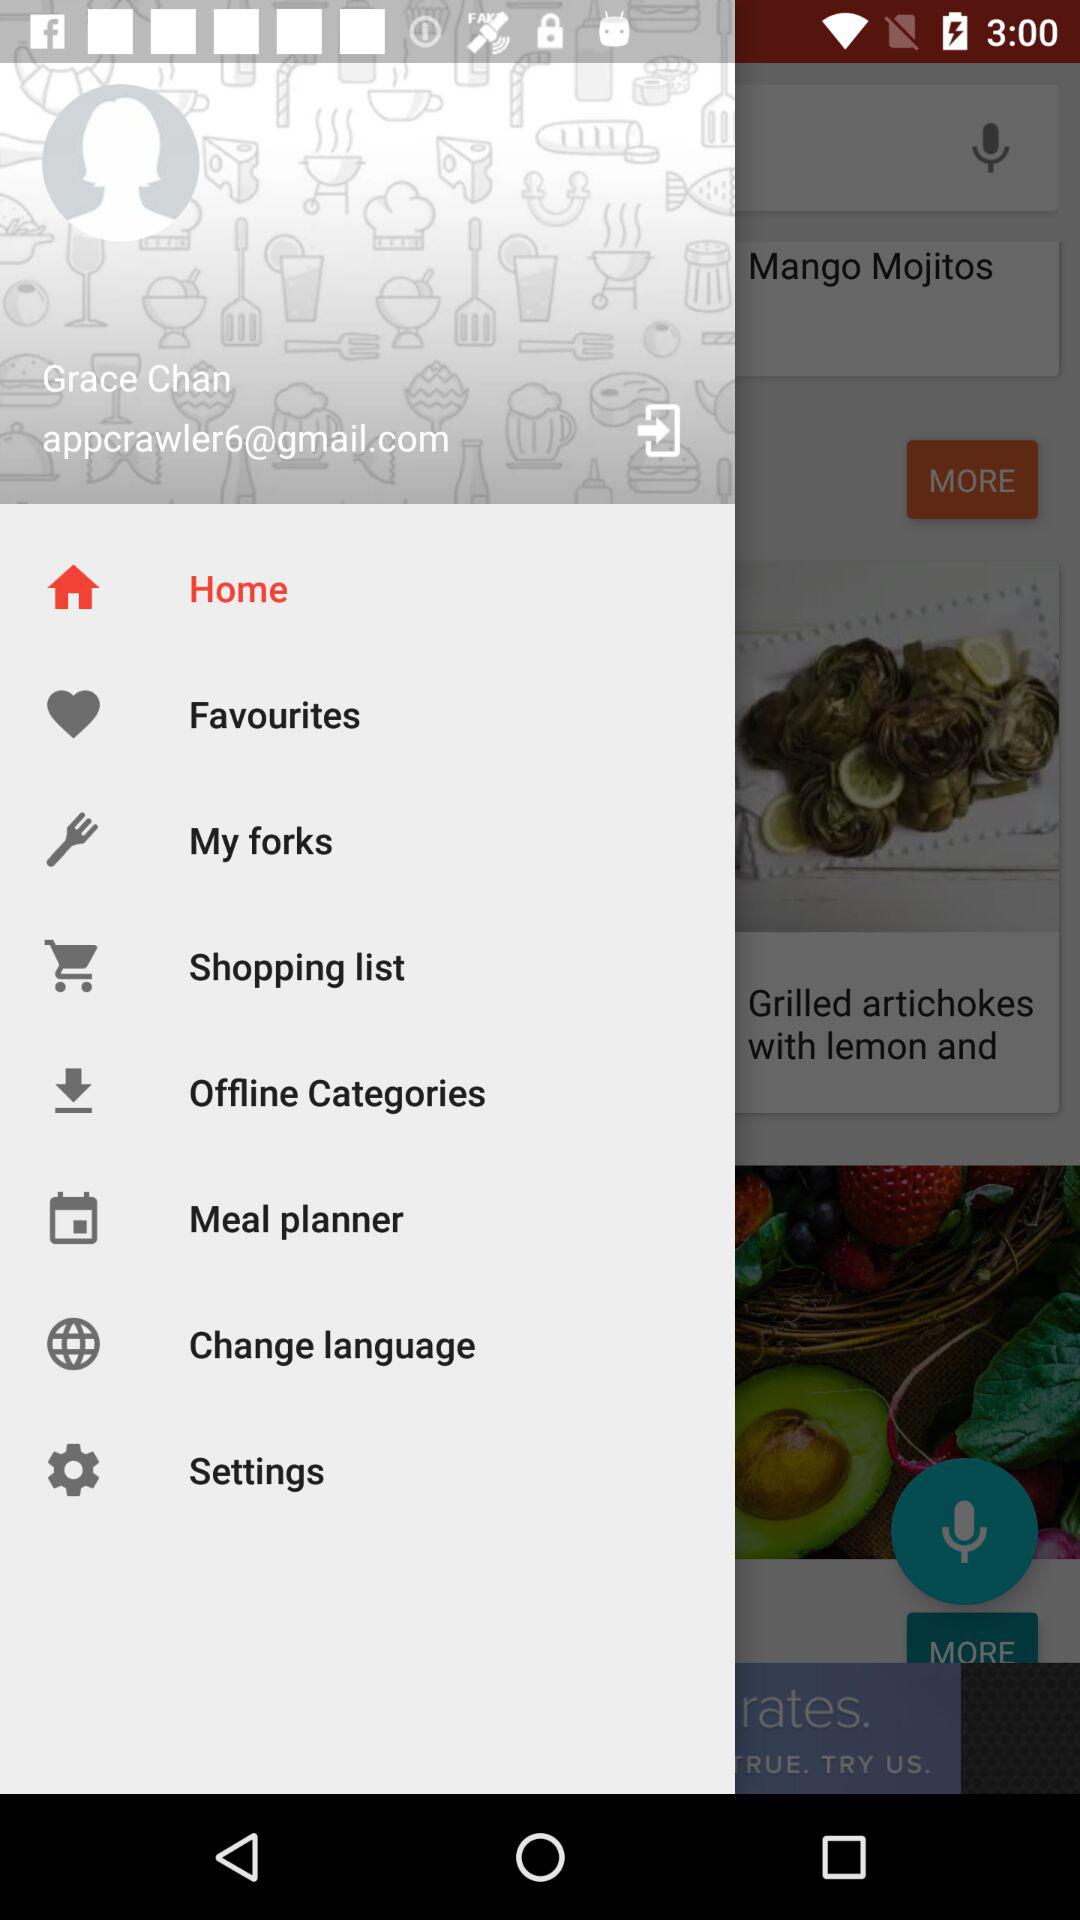 FAKE
3:00
Grace Chan
appcrawler6@gmail.com
Home
Favourites
My forks
Shopping list
Offline Categories
Meal planner
Change language
Settings
Mango Mojitos
MORE
Grilled artichokes
with lemon and
MORE
rates.
TRUE. TRY US.